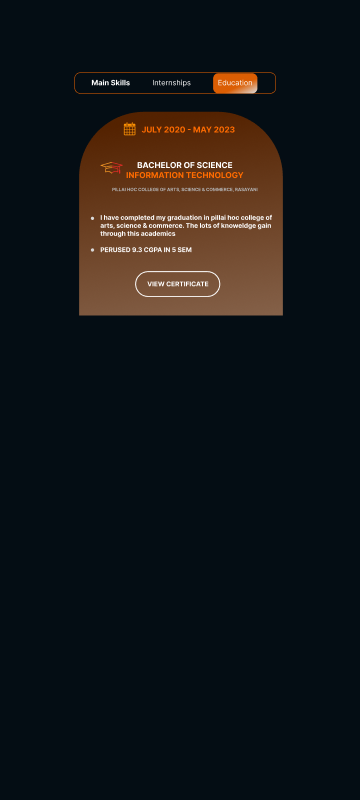 Main Skills Internships Education
JULY 2020 - MAY 2023
BACHELOR OF SCIENCE
INFORMATION TECHNOLOGY
PILLAI HOC COLLEGE OF ARTS, SCIENCE & COMMERCE, RASAYANI
I have completed my graduation in pillai hoc college of
arts, science & commerce. The lots of knoweldge gain
through this academics
PERUSED 9.3 CGPA IN 5 SEM
VIEW CERTIFICATE